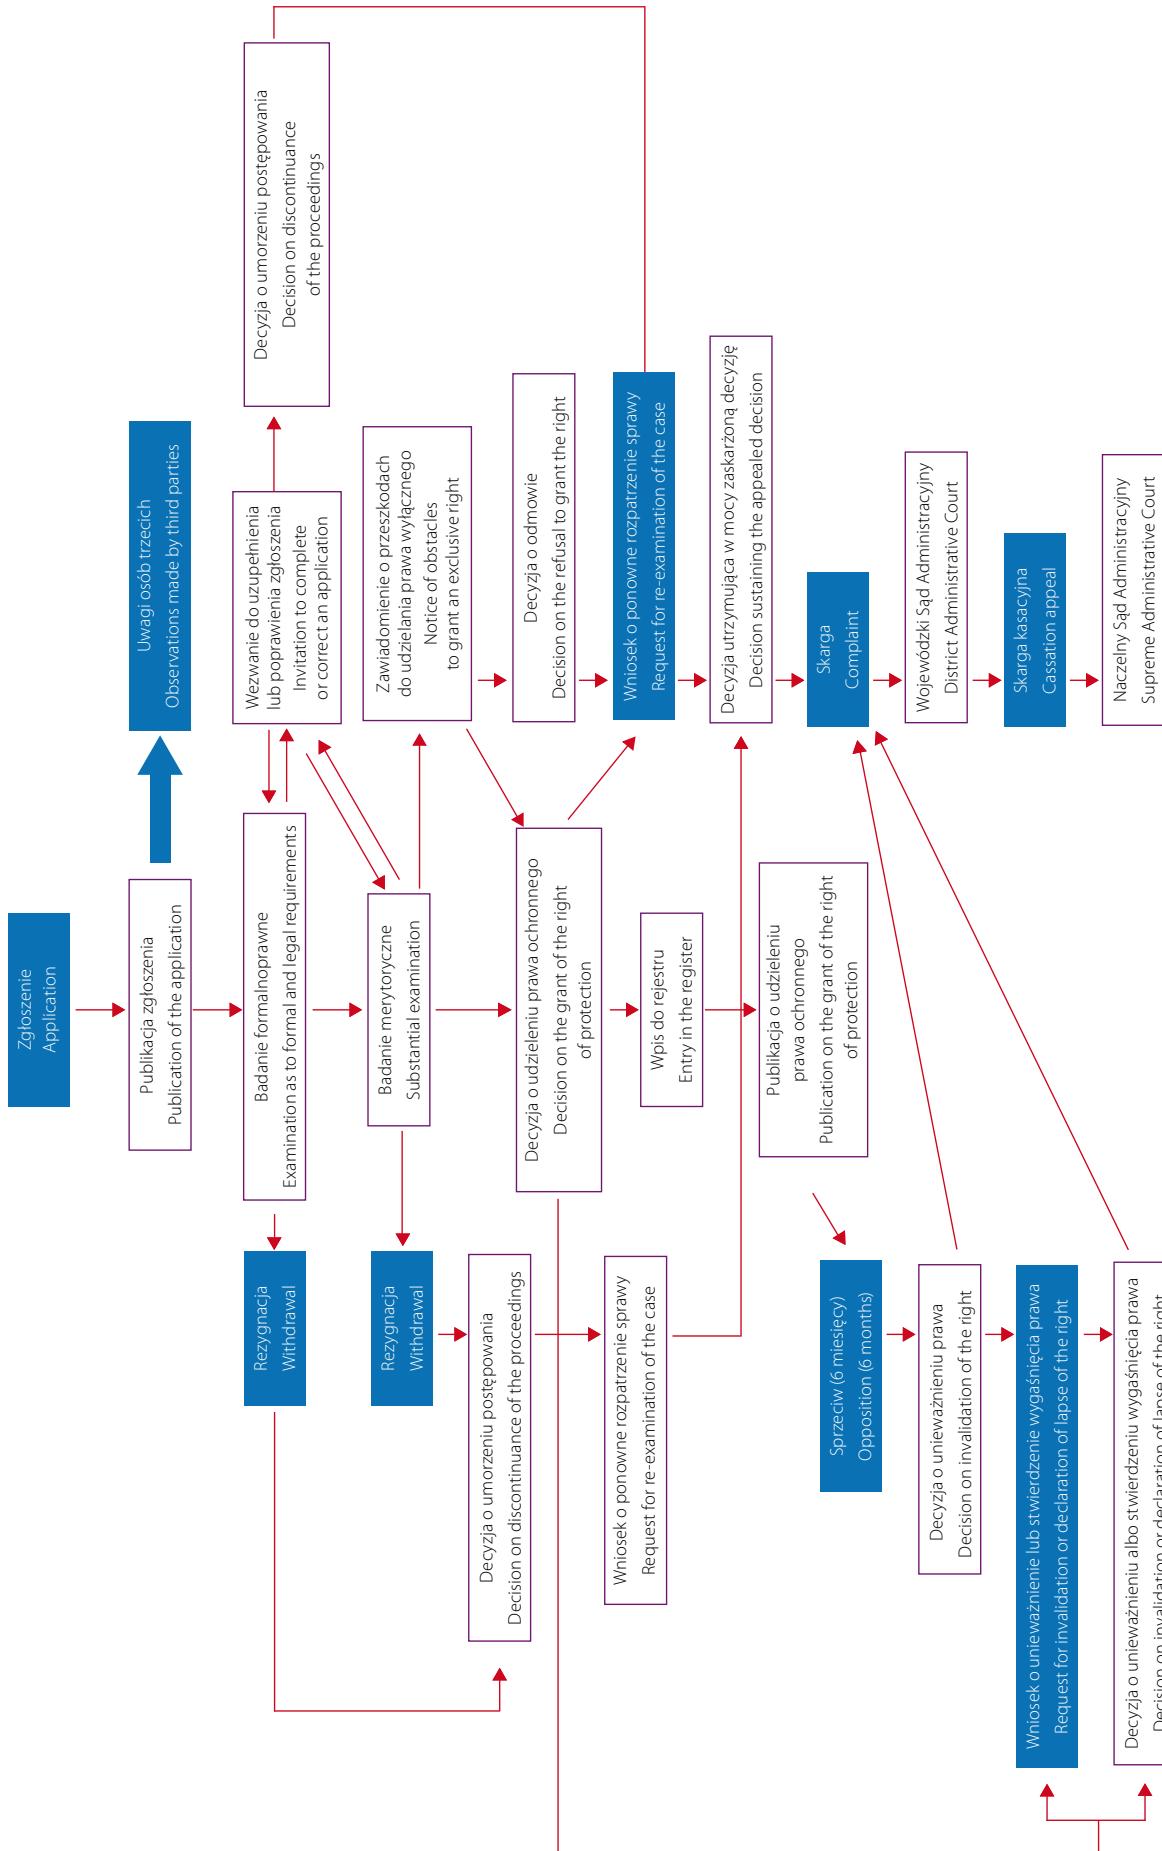 Zgłoszenie
Application
Publikacja zgłoszenia
Publication of the application
Uwagi osób trzecich
Observations made by third parties
Badanie formalnoprawne
Examination as to formal and legal requirements
Wezwanie do uzupełnienia
lub poprawienia zgłoszenia
Invitation to complete
or correct an application
Decyzja o umorzeniu postępowania
Decision on discontinuance
of the proceedings
Rezygnacja
Withdrawal
Badanie merytoryczne
Substantial examination
Zawiadomienie o przeszkodach
do udzielania prawa wyłącznego
Notice of obstacles
to grant an exclusive right
Rezygnacja
Withdrawal
Decyzja o umorzeniu postępowania
Decision on discontinuance of the proceedings
Decyzja o udzieleniu prawa ochronnego
Decision on the grant of the right
of protection
Decyzja o odmowie
Decision on the refusal to grant the right
Wniosek o ponowne rozpatrzenie sprawy
Request for re-examination of the case
Wpis do rejestru
Entry in the register
Wniosek o ponowne rozpatrzenie sprawy
Request for re-examination of the case
Decyzja utrzymująca w mocy zaskarżoną decyzję
Decision sustaining the appealed decision
Publikacja o udzieleniu
prawa ochronnego
Publication on the grant of the right
of protection
Skarga
Complaint
Sprzeciw (6 miesięcy)
Opposition (6 months)
Wojewódzki Sąd Administracyjny
District Administrative Court
Decyzja o unieważnieniu prawa
Decision on invalidation of the right
Skarga kasacyjna
Cassation appeal
Wniosek o unieważnienie lub stwierdzenie wygaśnięcia prawa
Request for invalidation or declaration of lapse of the right
Naczelny Sąd Administracyjny
Supreme Administrative Court
Decyzja o unieważnieniu albo stwierdzeniu wygaśnięcia prawa
Decision on invalidation or declaration of lapse of the right